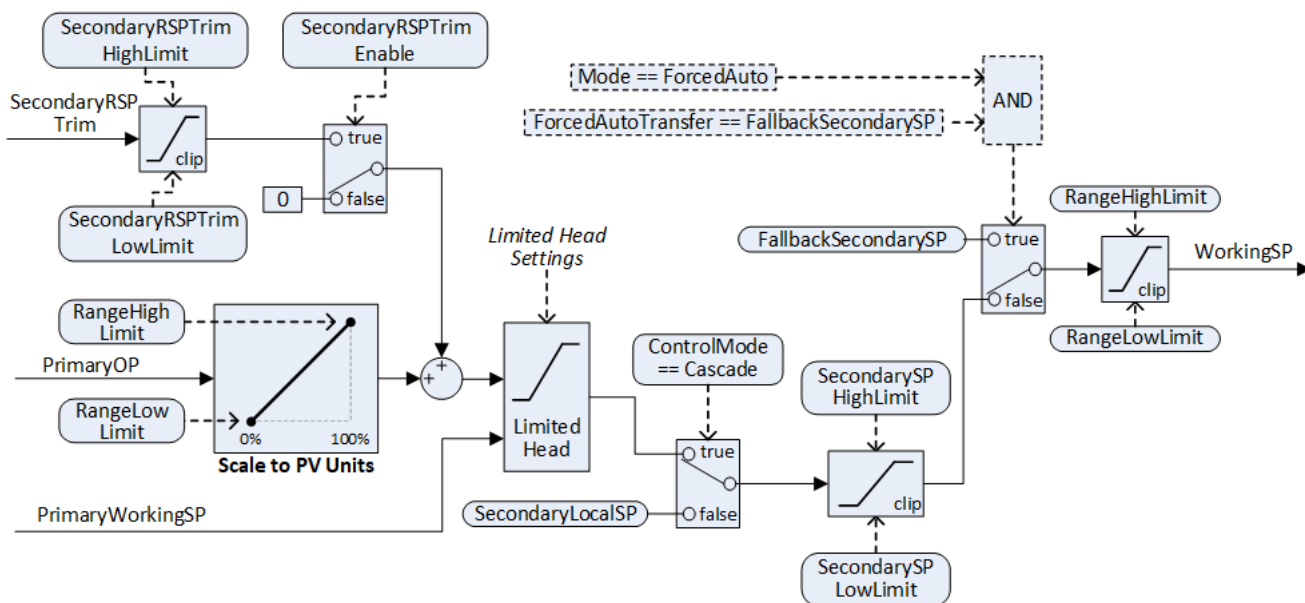 SecondaryRSPTrim
HighLimit
SecondaryRSPTrim
Enable
Mode == ForcedAuto
AND
ForcedAutoTransfer == FallbackSecondarySP
SecondaryRSP
Trim
clip
true
0
false
SecondaryRSPTrim
LowLimit
Limited Head
Settings
FallbackSecondarySP
true
false
RangeHighLimit
clip
WorkingSP
RangeLowLimit
RangeHigh
Limit
PrimaryOP
RangeLow
Limit
0%
100%
Scale to PV Units
+
+
Limited
Head
ControlMode
== Cascade
true
false
SecondarySP
HighLimit
clip
SecondarySP
LowLimit
PrimaryWorkingSP
SecondaryLocalSP